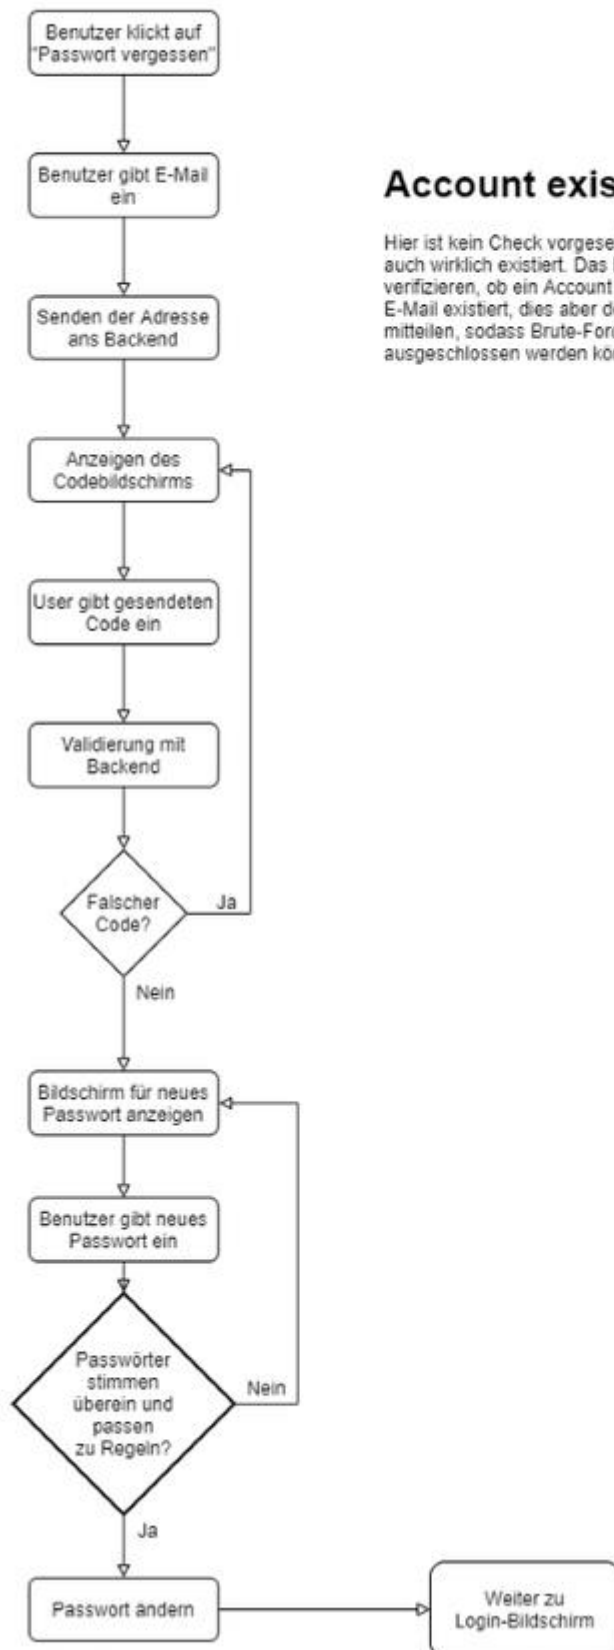 Benutzer klickt auf
"Passwort vergessen"
Benutzer gibt E-Mail
ein
Account exis
Hier ist kein Check vorgese
auch wirklich existiert. Das
verifizieren, ob ein Account
E-Mail existiert, dies aber d
mitteilen, sodass Brute-For
ausgeschlossen werden kö
Senden der Adresse
ans Backend
Anzeigen des
Codebildschirms
User gibt gesendeten
Code ein
Validierung mit
Backend
Falscher
Code?
Ja
Nein
Bildschirm für neues
Passwort anzeigen
Benutzer gibt neues
Passwort ein
Passwörter
stimmen
überein und
passen
zu Regeln?
Nein
Ja
Passwort ändern
Weiter zu
Login-Bildschirm